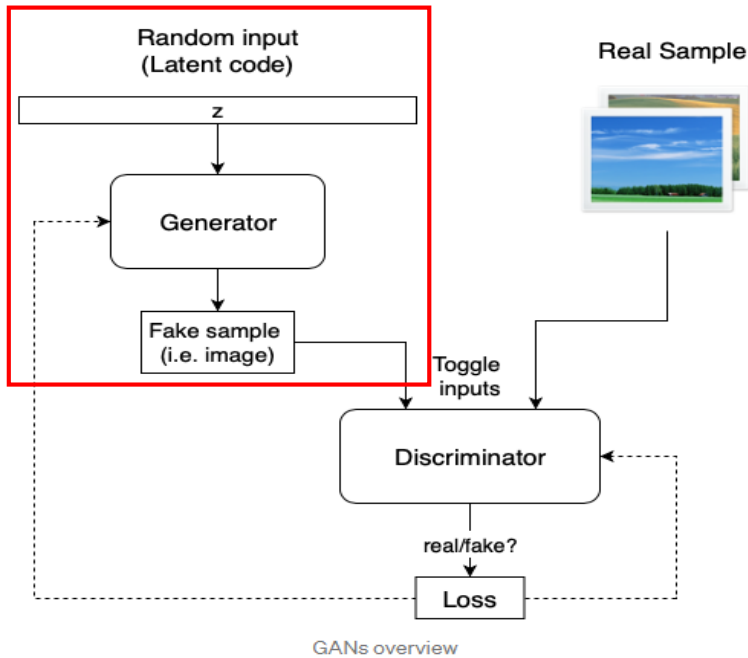 Random input
(Latent code)
Real Sample
z
Generator
Fake sample
(i.e. image)
Toggle
inputs
Discriminator
real/fake?
Loss
GANs overview